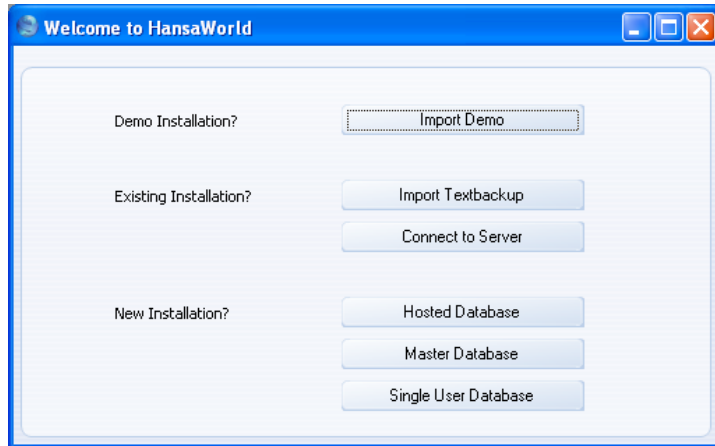 Welcome to HansaWorld
Demo Installation? Import Demo
Existing Installation? Import Textbackup
Connect to Server
New Installation? Hosted Database
Master Database
Single User Database